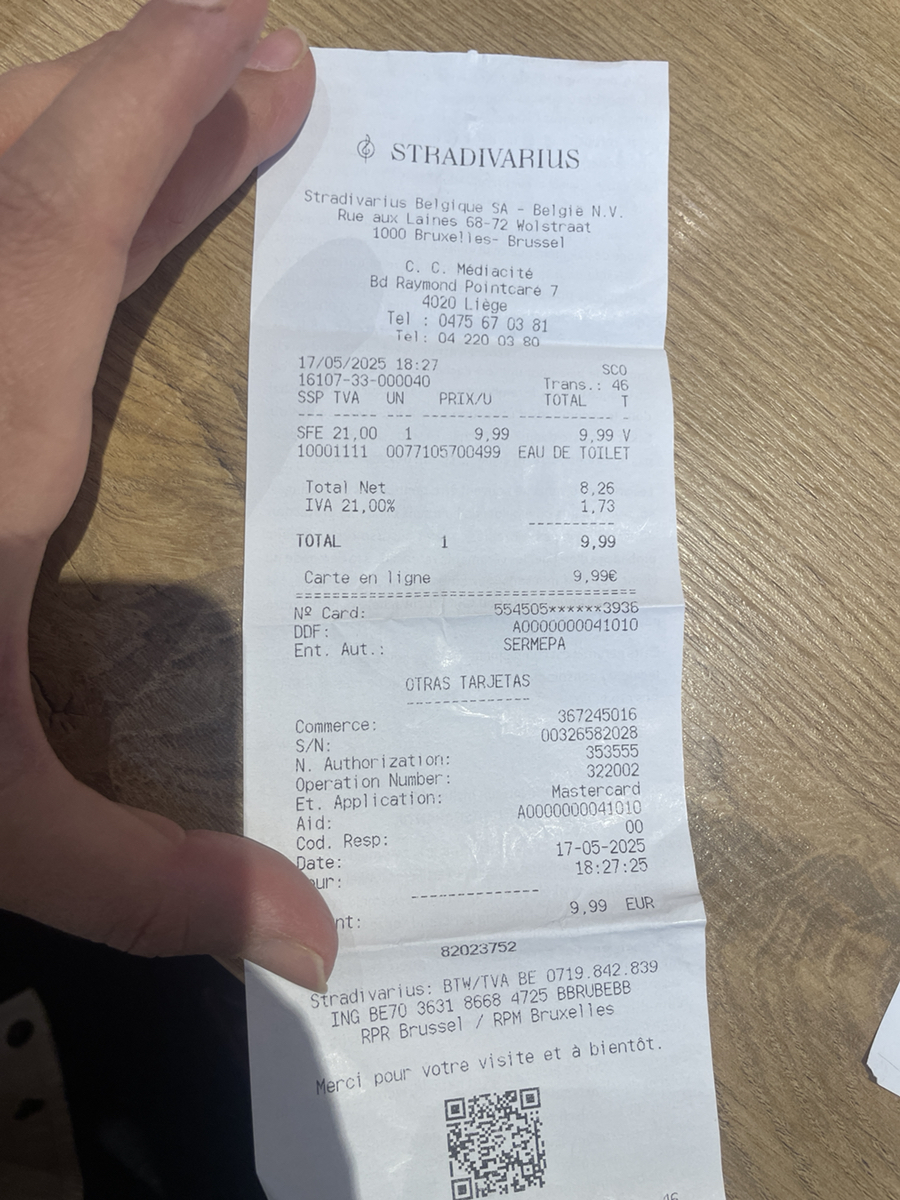 STRADIVARIUS
Stradivarius Belgique SA - België N.V.
Rue aux Laines 68-72 Wolstraat
1000 Bruxelles- Brussel
C. C. Médiacité
Bd Raymond Pointcaré 7
4020 Liège
Tel : 0475 67 03 81
Tel: 04 220 03 80
17/05/2025 18:27 SCO
16107-33-000040 Trans.: 46
SSP TVA UN PRIX/U TOTAL T
--- ----- --- --------- ------------- --
SFE 21,00 1 9,99 9,99 V
10001111 0077105700499 EAU DE TOILET
Total Net 8,26
IVA 21,00% 1,73
----------
TOTAL 1 9,99
Carte en ligne 9,99€
========================================
Nº Card: 554505******3936
DDF: A0000000041010
Ent. Aut.: SERMEPA
OTRAS TARJETAS
--------------
Commerce: 367245016
S/N: 00326582028
N. Authorization: 353555
Operation Number: 322002
Et. Application: Mastercard
Aid: A0000000041010
Cod. Resp: 00
Date: 17-05-2025
our: 18:27:25
--------------
nt: 9,99 EUR
82023752
Stradivarius: BTW/TVA BE 0719.842.839
ING BE70 3631 8668 4725 BBRUBEBB
RPR Brussel / RPM Bruxelles
Merci pour votre visite et à bientôt.